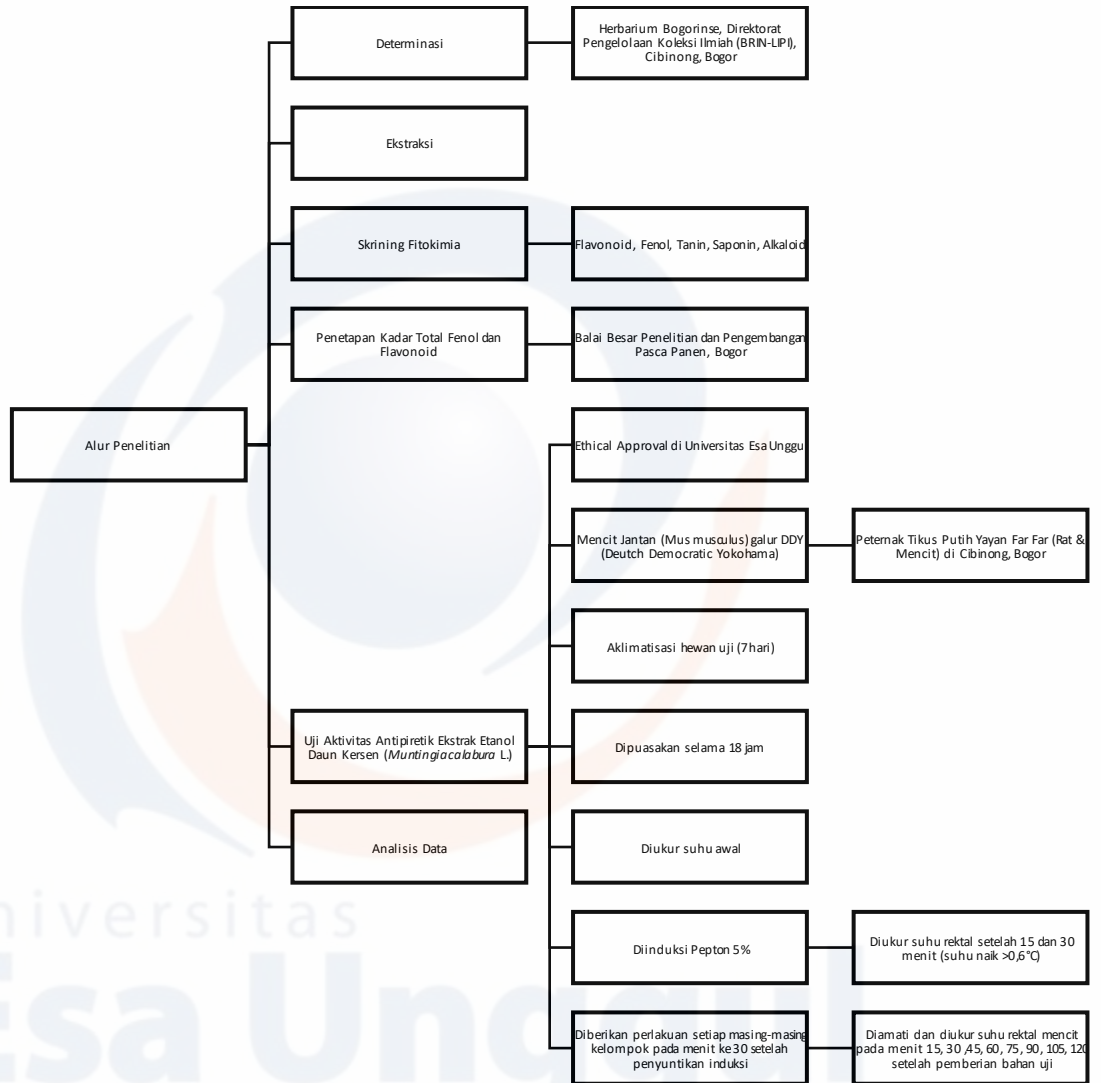 Determinasi
Herbarium Bogorinse, Direktorat
Pengelolaan Koleksi Ilmiah (BRIN-LIPI),
Cibinong, Bogor
Ekstraksi
Skrining Fitokimia
Flavonoid, Fenol, Tanin, Saponin, Alkaloid
Penetapan Kadar Total Fenol dan
Flavonoid
Balai Besar Penelitian dan Pengembangan
Pasca Panen, Bogor
Alur Penelitian
Ethical Approval di Universitas Esa Unggu
Mencit Jantan (Mus musculus) galur DDY
(Deutch Democratic Yokohama)
Peternak Tikus Putih Yayan Far Far (Rat &
Mencit) di Cibinong, Bogor
Aklimatisasi hewan uji (7 hari)
Uji Aktivitas Antipiretik Ekstrak Etanol
Daun Kersen (Muntingia calabura L.)
Dipuasakan selama 18 jam
Analisis Data
Diukur suhu awal
Diinduksi Pepton 5%
Diukur suhu rektal setelah 15 dan 30
menit (suhu naik >0,6°C)
Diberikan perlakuan setiap masing-masing
kelompok pada menit ke 30 setelah
penyuntikan induksi
Diamati dan diukur suhu rektal mencit
pada menit 15, 30 ,45, 60, 75, 90, 105, 120
setelah pemberian bahan uji
niversitas
Esa Unggul